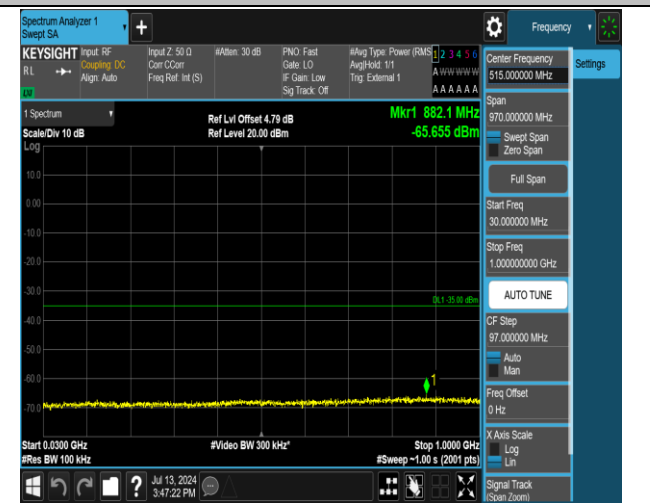 Spectrum Analyzer 1
Swept SA
Frequency
KEYSIGHT
Input: RF
Input Z: 50 Ω
#Atten: 30 dB
PNO: Fast
#Avg Type: Power (RMS
1 2 3 4 5 6
RL
Coupling: DC
Corr CCorr
Gate: LO
Avg|Hold: 1/1
A W W W W W
Align: Auto
Freq Ref: Int (S)
IF Gain: Low
Trig: External 1
Sig Track: Off
A A A A A A
1 Spectrum
Ref Lvl Offset 4.79 dB
Mkr1 882.1 MHz
Scale/Div 10 dB
Ref Level 20.00 dBm
-65.655 dBm
Log
10.0
0.00
-10.0
-20.0
-30.0
DL1 -35.00 dBm
-40.0
-50.0
-60.0
1
-70.0
Start 0.0300 GHz
#Video BW 300 kHz*
Stop 1.0000 GHz
#Res BW 100 kHz
#Sweep ~1.00 s (2001 pts)
Center Frequency
515.000000 MHz
Settings
Span
970.000000 MHz
Swept Span
Zero Span
Full Span
Start Freq
30.000000 MHz
Stop Freq
1.000000000 GHz
AUTO TUNE
CF Step
97.000000 MHz
Auto
Man
Freq Offset
0 Hz
X Axis Scale
Log
Lin
Signal Track
(Span Zoom)
?
Jul 13, 2024
3:47:22 PM